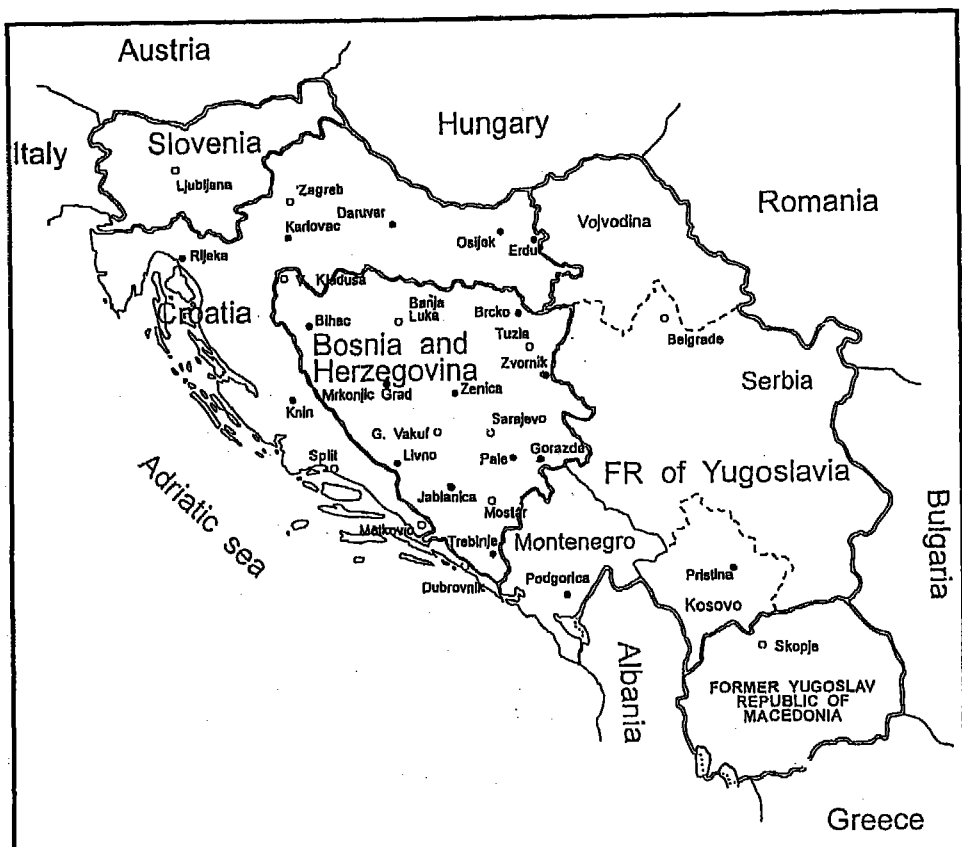 Austria
Hungary
Italy
Slovenia
Ljubljana
Romania
Zagreb
Vojvodina
Daruvar
Karlovac
Osijok
Erdu
Rijeka
V. Kladusa
Croatia
Banja
Luka
Brcko
Bihac
Tuzla
Belgrade
Bosnia and
Herzegovina
Zvornik
Serbia
Mrkonjic Grad
Zenica
Knin
Sarajevo
G. Vakuf
Split
Livno
Pale
Gorazde
FR of Yugoslavia
Adriatic sea
Jablanica
Mostar
Bulgaria
Metkovic
Trebinje
Montenegro
Podgorica
Pristina
Dubrovnik
Kosovo
Albania
Skopje
FORMER YUGOSLAV
REPUBLIC OF
MACEDONIA
Greece